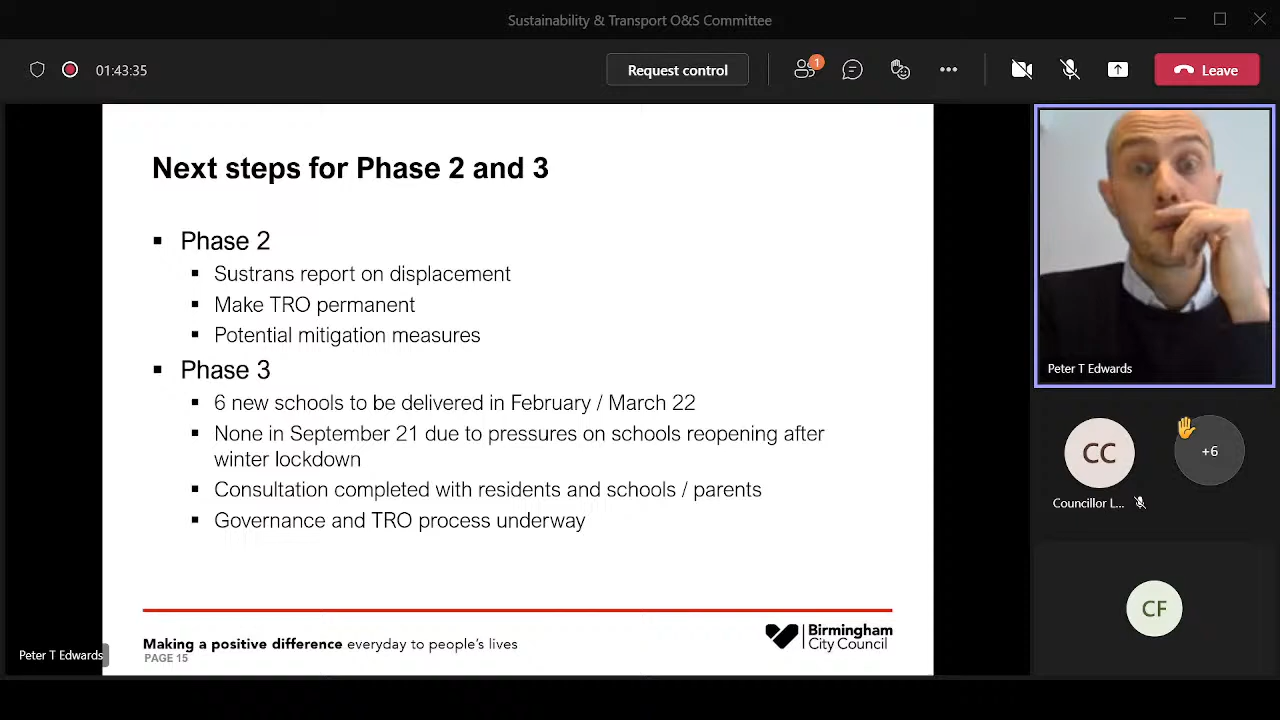 Sustainability & Transport O&S Committee
01:43:35
Request control
1
Leave
Next steps for Phase 2 and 3
Phase 2
Sustrans report on displacement
Make TRO permanent
Potential mitigation measures
Phase 3
6 new schools to be delivered in February / March 22
None in September 21 due to pressures on schools reopening after
winter lockdown
Consultation completed with residents and schools / parents
Governance and TRO process underway
Making a positive difference everyday to people's lives
PAGE 15
Birmingham
City Council
Peter T Edwards
Peter T Edwards
CC
+6
Councillor L...
CF